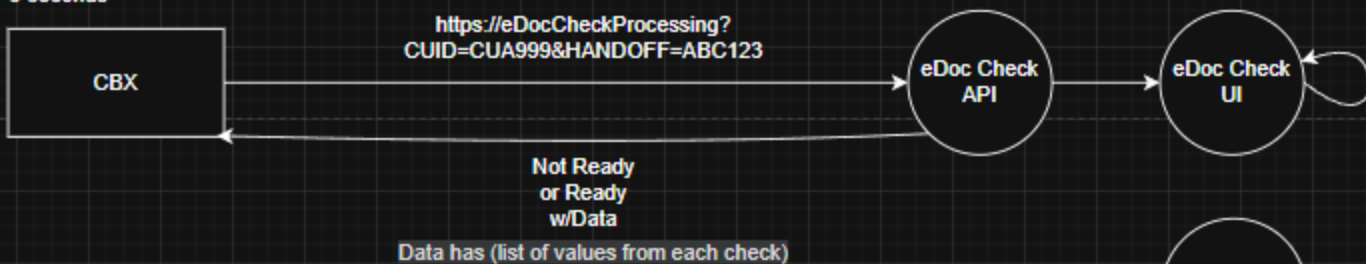 CBX
https://eDocCheckProcessing?
CUID=CUA999&HANDOFF=ABC123
eDoc Check
API
eDoc Check
UI
Not Ready
or Ready
w/Data
Data has (list of values from each check)